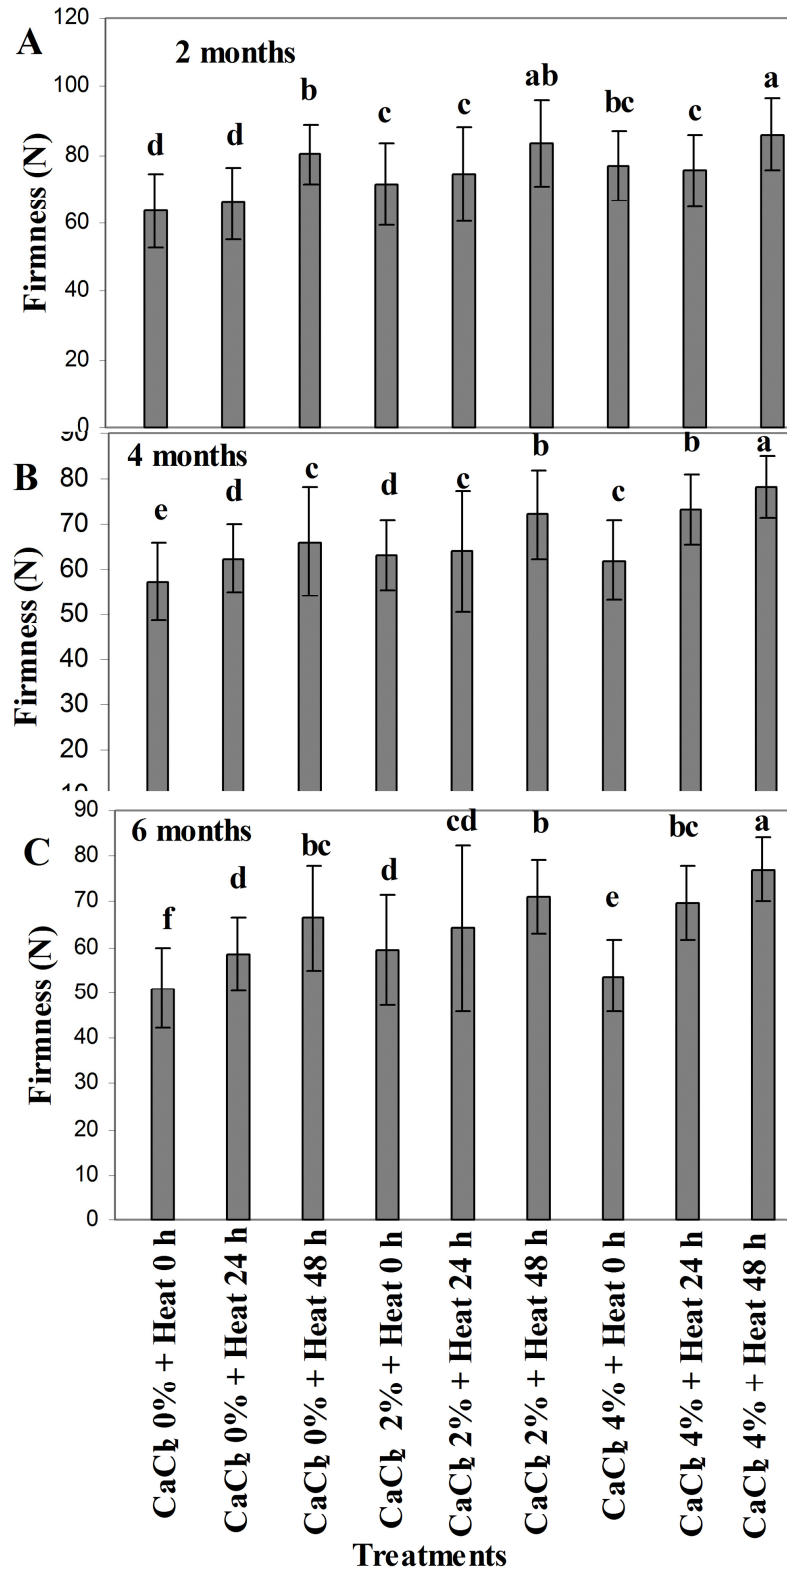 A
2 months
Firmness (N)
120
100
80
60
40
20
0
d
d
b
c
c
ab
bc
c
a
B
4 months
Firmness (N)
90
80
70
60
50
40
30
20
10
e
d
c
d
c
b
c
b
a
C
6 months
Firmness (N)
90
80
70
60
50
40
30
20
10
0
f
d
bc
d
cd
b
e
bc
a
CaCl2 0% + Heat 0 h
CaCl2 0% + Heat 24 h
CaCl2 0% + Heat 48 h
CaCl2 2% + Heat 0 h
CaCl2 2% + Heat 24 h
CaCl2 2% + Heat 48 h
CaCl2 4% + Heat 0 h
CaCl2 4% + Heat 24 h
CaCl2 4% + Heat 48 h
Treatments